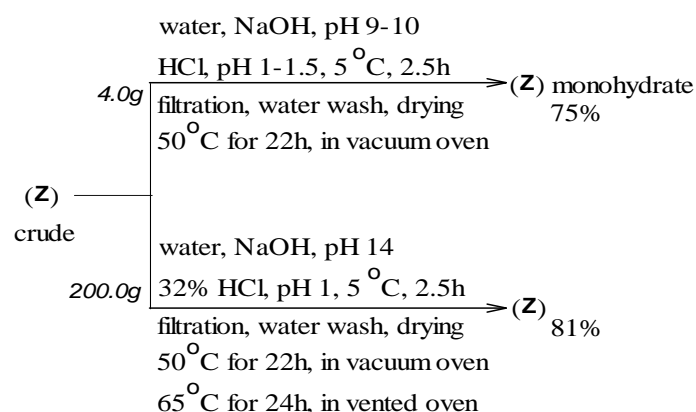 water, NaOH, pH 9-10
HCl, pH 1-1.5, 5 °C, 2.5h
4.0g
(Z) monohydrate
75%
filtration, water wash, drying
50°C for 22h, in vacuum oven
(Z)
crude
water, NaOH, pH 14
32% HCl, pH 1, 5 °C, 2.5h
200.0g
(Z)
81%
filtration, water wash, drying
50°C for 22h, in vacuum oven
65°C for 24h, in vented oven